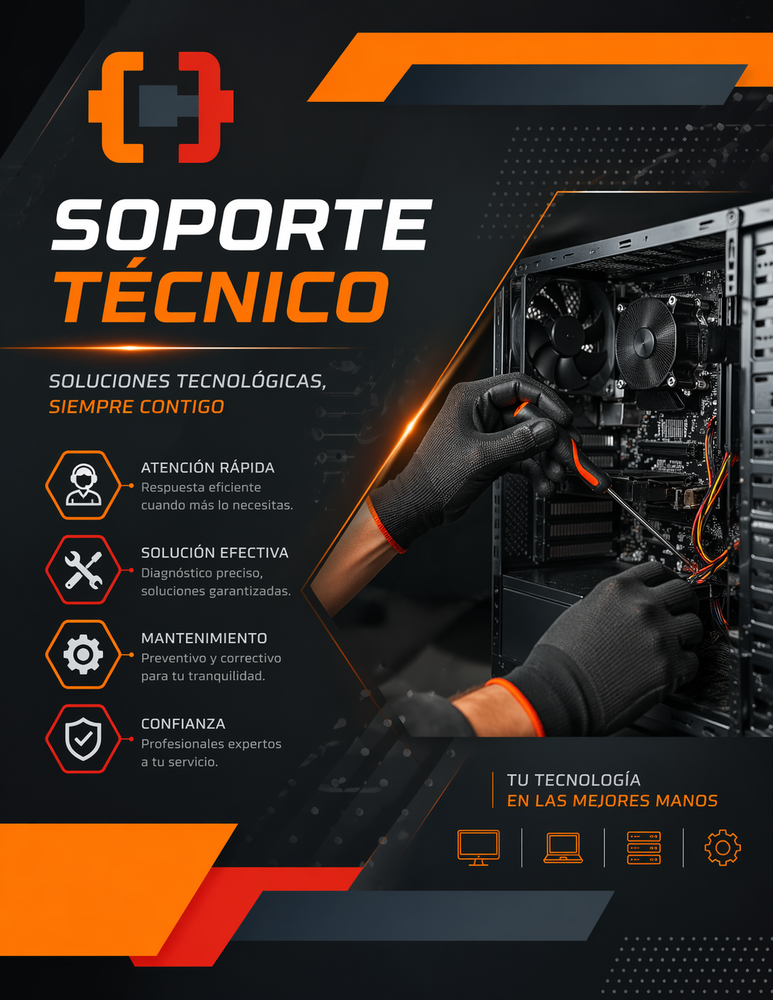 SOPORTE
TÉCNICO
SOLUCIONES TECNOLÓGICAS,
SIEMPRE CONTIGO
ATENCIÓN RÁPIDA
Respuesta eficiente
cuando más lo necesitas.
SOLUCIÓN EFECTIVA
Diagnóstico preciso,
soluciones garantizadas.
MANTENIMIENTO
Preventivo y correctivo
para tu tranquilidad.
CONFIANZA
Profesionales expertos
a tu servicio.
TU TECNOLOGÍA
EN LAS MEJORES MANOS